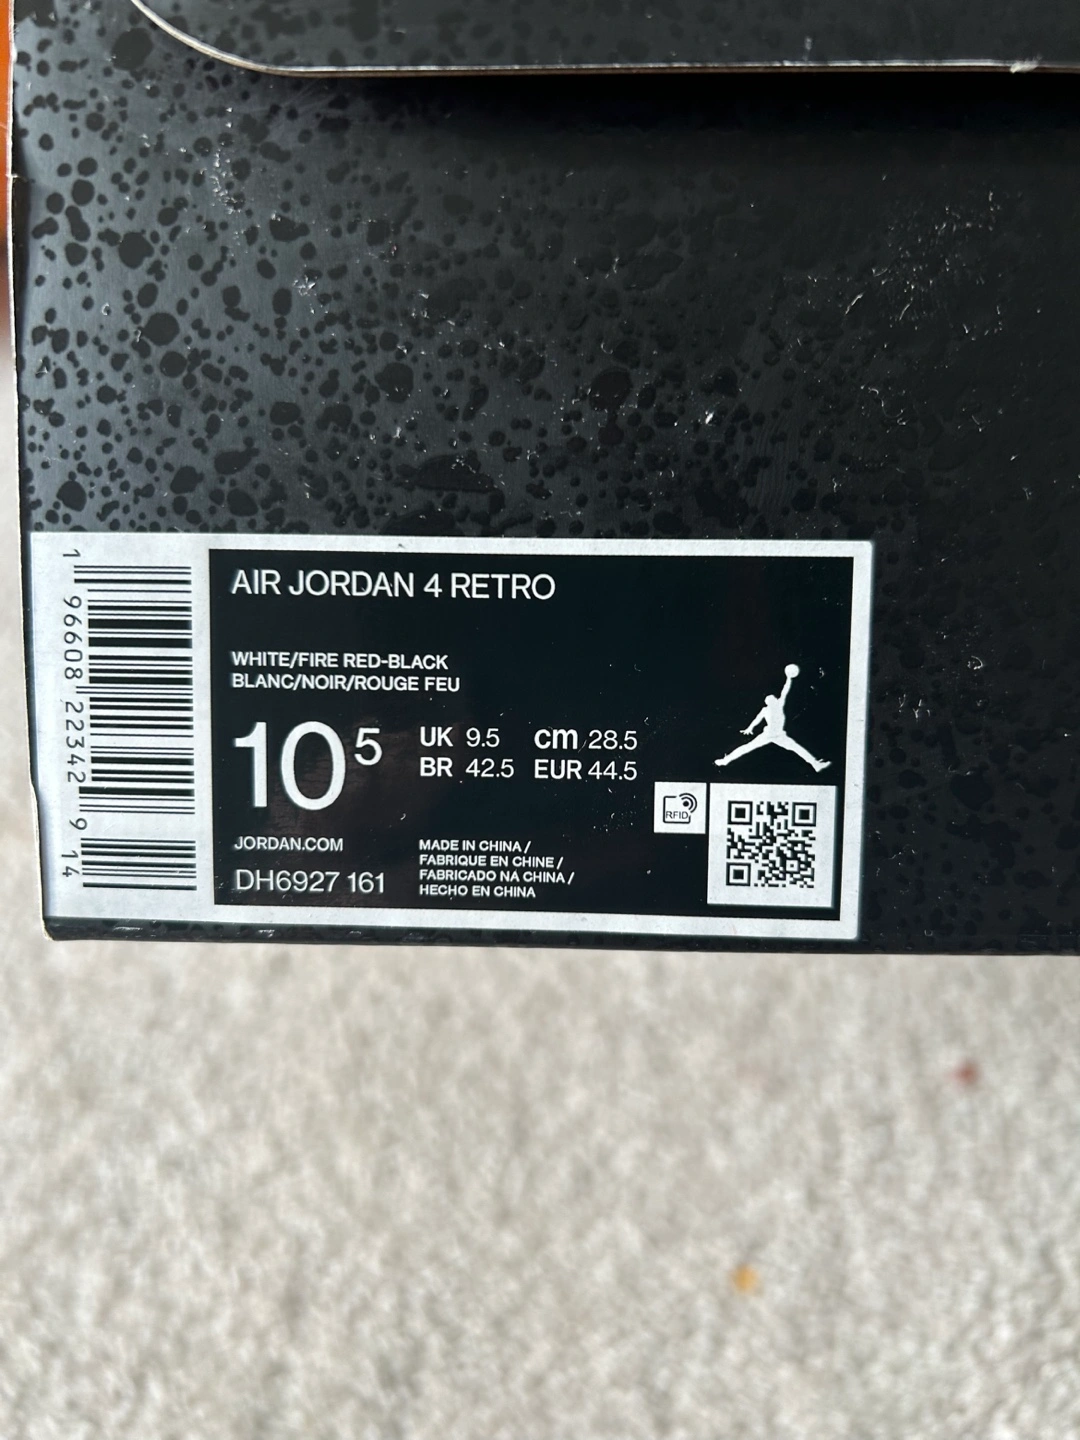 AIR JORDAN 4 RETRO
WHITE/FIRE RED-BLACK
BLANC/NOIR/ROUGE FEU
10 5
UK 9.5 cm 28.5
BR 42.5 EUR 44.5
RFID
JORDAN.COM
DH6927 161
MADE IN CHINA /
FABRIQUE EN CHINE /
FABRICADO NA CHINA /
HECHO EN CHINA
1 96608 22342 9 14